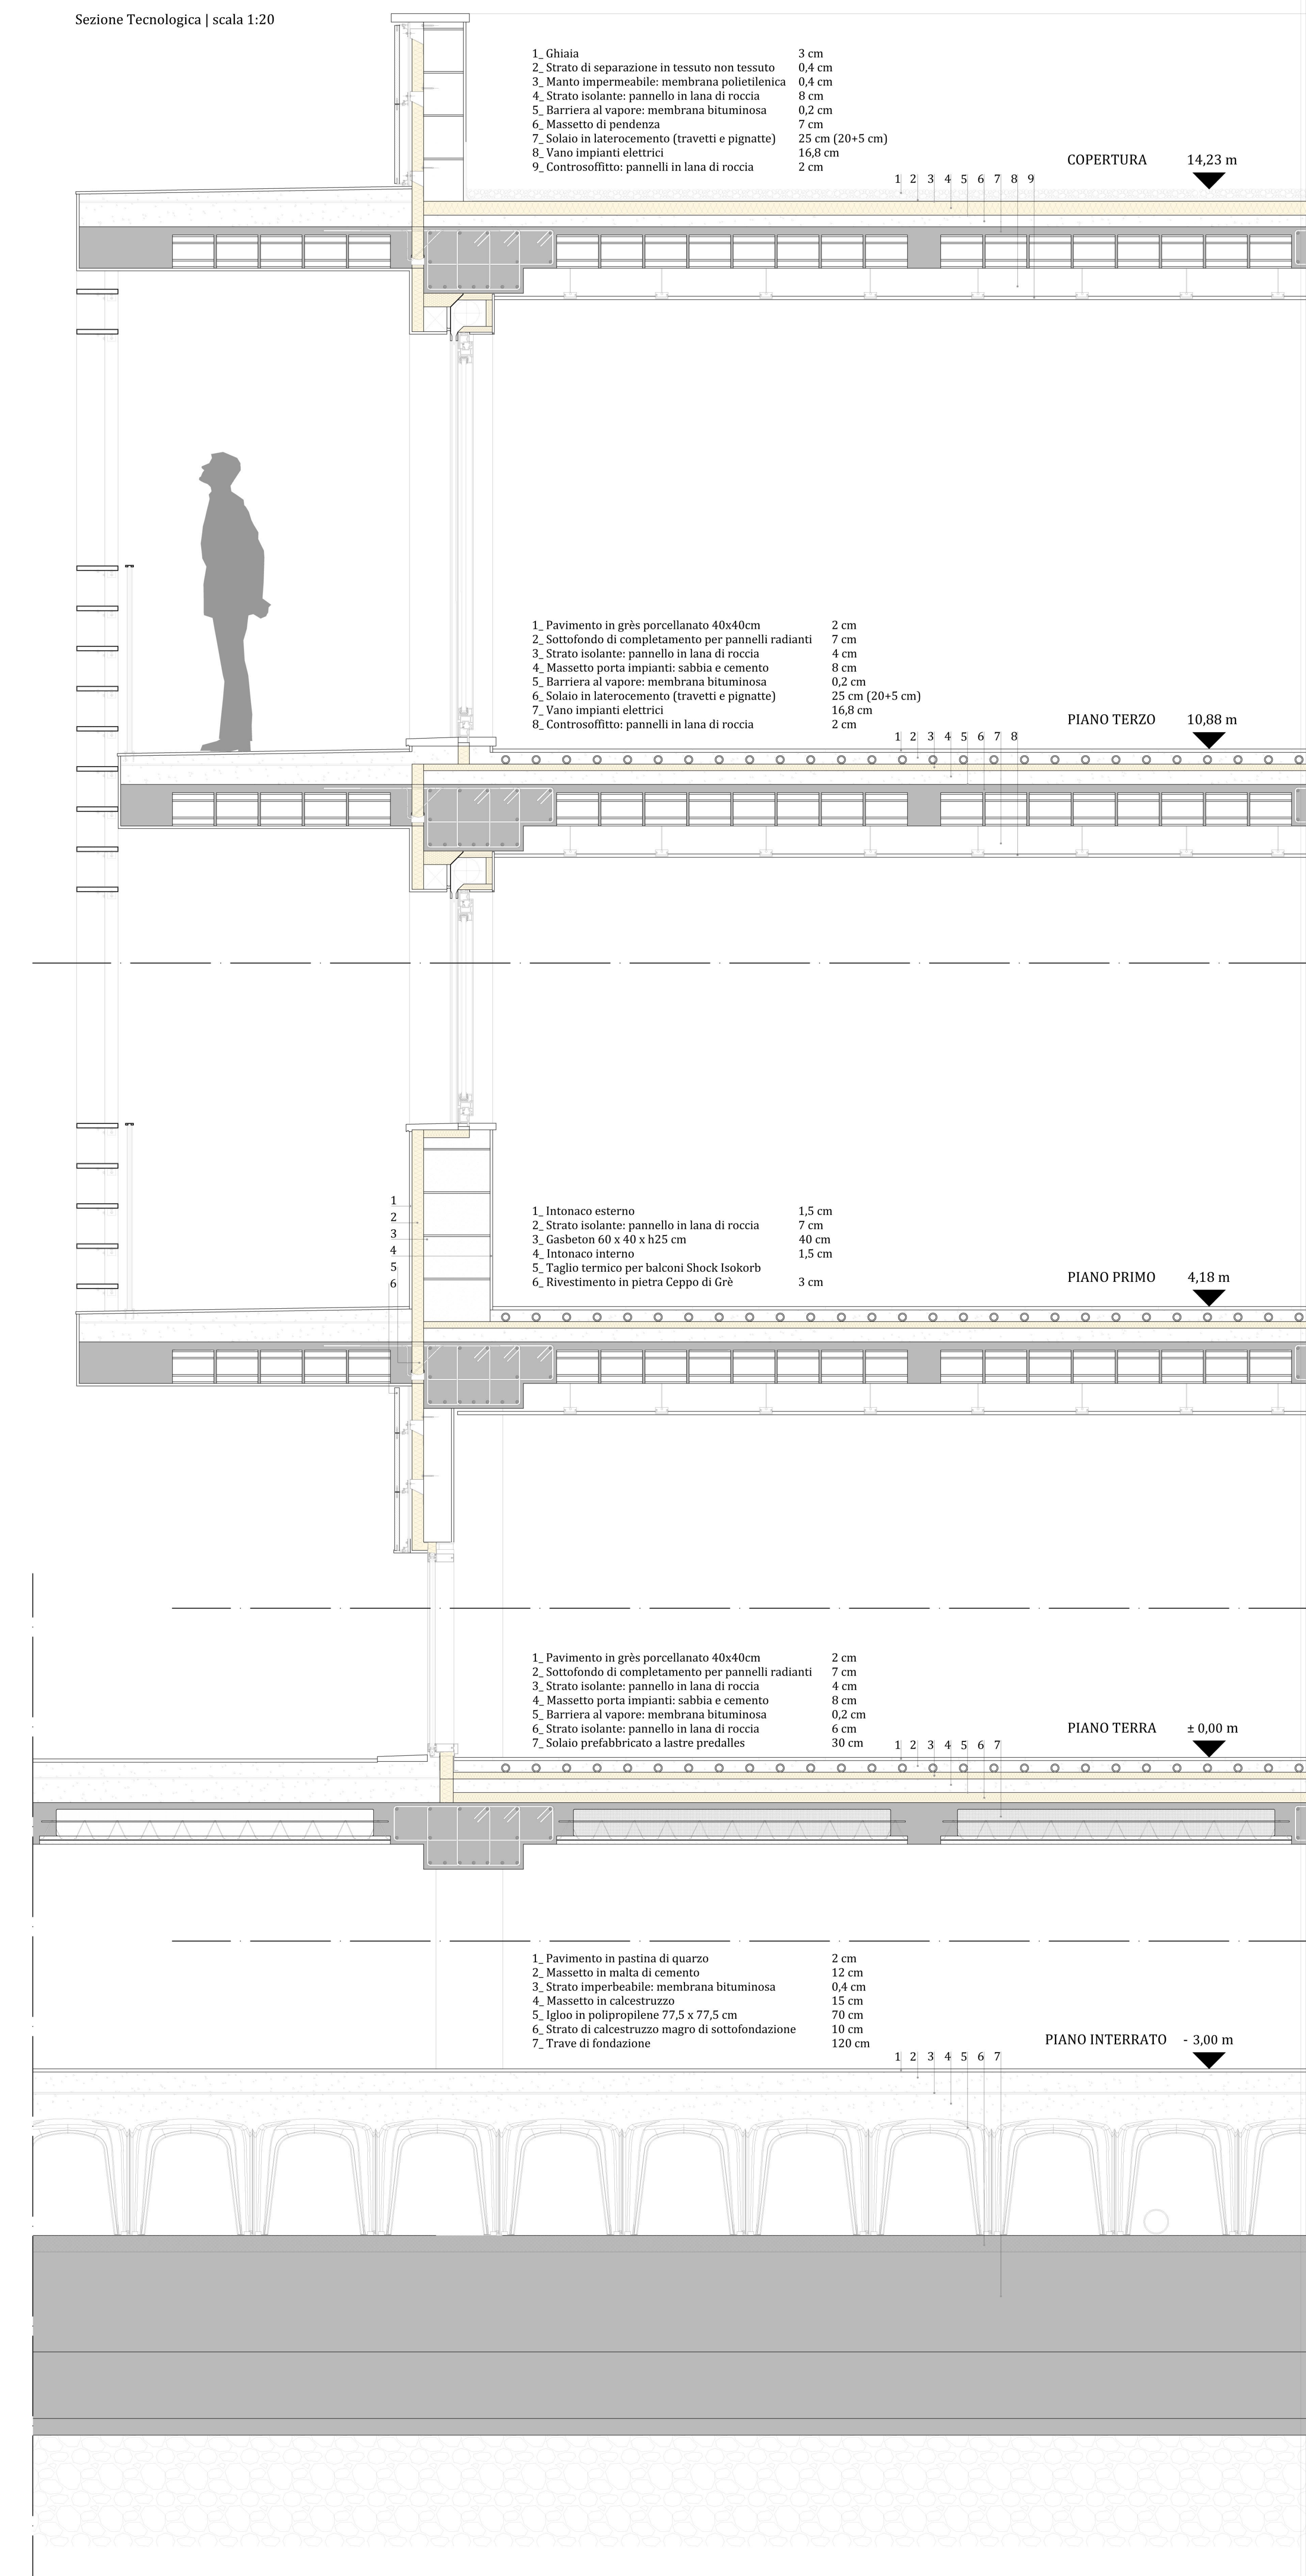 Sezione Tecnologica | scala 1:20
1_ Ghiaia 3 cm
2_ Strato di separazione in tessuto non tessuto 0,4 cm
3_ Manto impermeabile: membrana polietilenica 0,4 cm
4_ Strato isolante: pannello in lana di roccia 8 cm
5_ Barriera al vapore: membrana bituminosa 0,2 cm
6_ Massetto di pendenza 7 cm
7_ Solaio in laterocemento (travetti e pignatte) 25 cm (20+5 cm)
8_ Vano impianti elettrici 16,8 cm
9_ Controsoffitto: pannelli in lana di roccia 2 cm
COPERTURA 14,23 m
1 2 3 4 5 6 7 8 9
1_ Pavimento in grès porcellanato 40x40cm 2 cm
2_ Sottofondo di completamento per pannelli radianti 7 cm
3_ Strato isolante: pannello in lana di roccia 4 cm
4_ Massetto porta impianti: sabbia e cemento 8 cm
5_ Barriera al vapore: membrana bituminosa 0,2 cm
6_ Solaio in laterocemento (travetti e pignatte) 25 cm (20+5 cm)
7_ Vano impianti elettrici 16,8 cm
8_ Controsoffitto: pannelli in lana di roccia 2 cm
PIANO TERZO 10,88 m
1 2 3 4 5 6 7 8
1
2
3
4
5
6
1_ Intonaco esterno 1,5 cm
2_ Strato isolante: pannello in lana di roccia 7 cm
3_ Gasbeton 60 x 40 x h25 cm 40 cm
4_ Intonaco interno 1,5 cm
5_ Taglio termico per balconi Shock Isokorb
6_ Rivestimento in pietra Ceppo di Grè 3 cm
PIANO PRIMO 4,18 m
1_ Pavimento in grès porcellanato 40x40cm 2 cm
2_ Sottofondo di completamento per pannelli radianti 7 cm
3_ Strato isolante: pannello in lana di roccia 4 cm
4_ Massetto porta impianti: sabbia e cemento 8 cm
5_ Barriera al vapore: membrana bituminosa 0,2 cm
6_ Strato isolante: pannello in lana di roccia 6 cm
7_ Solaio prefabbricato a lastre predalles 30 cm
PIANO TERRA ± 0,00 m
1 2 3 4 5 6 7
1_ Pavimento in pastina di quarzo 2 cm
2_ Massetto in malta di cemento 12 cm
3_ Strato imperbeabile: membrana bituminosa 0,4 cm
4_ Massetto in calcestruzzo 15 cm
5_ Igloo in polipropilene 77,5 x 77,5 cm 70 cm
6_ Strato di calcestruzzo magro di sottofondazione 10 cm
7_ Trave di fondazione 120 cm
PIANO INTERRATO - 3,00 m
1 2 3 4 5 6 7